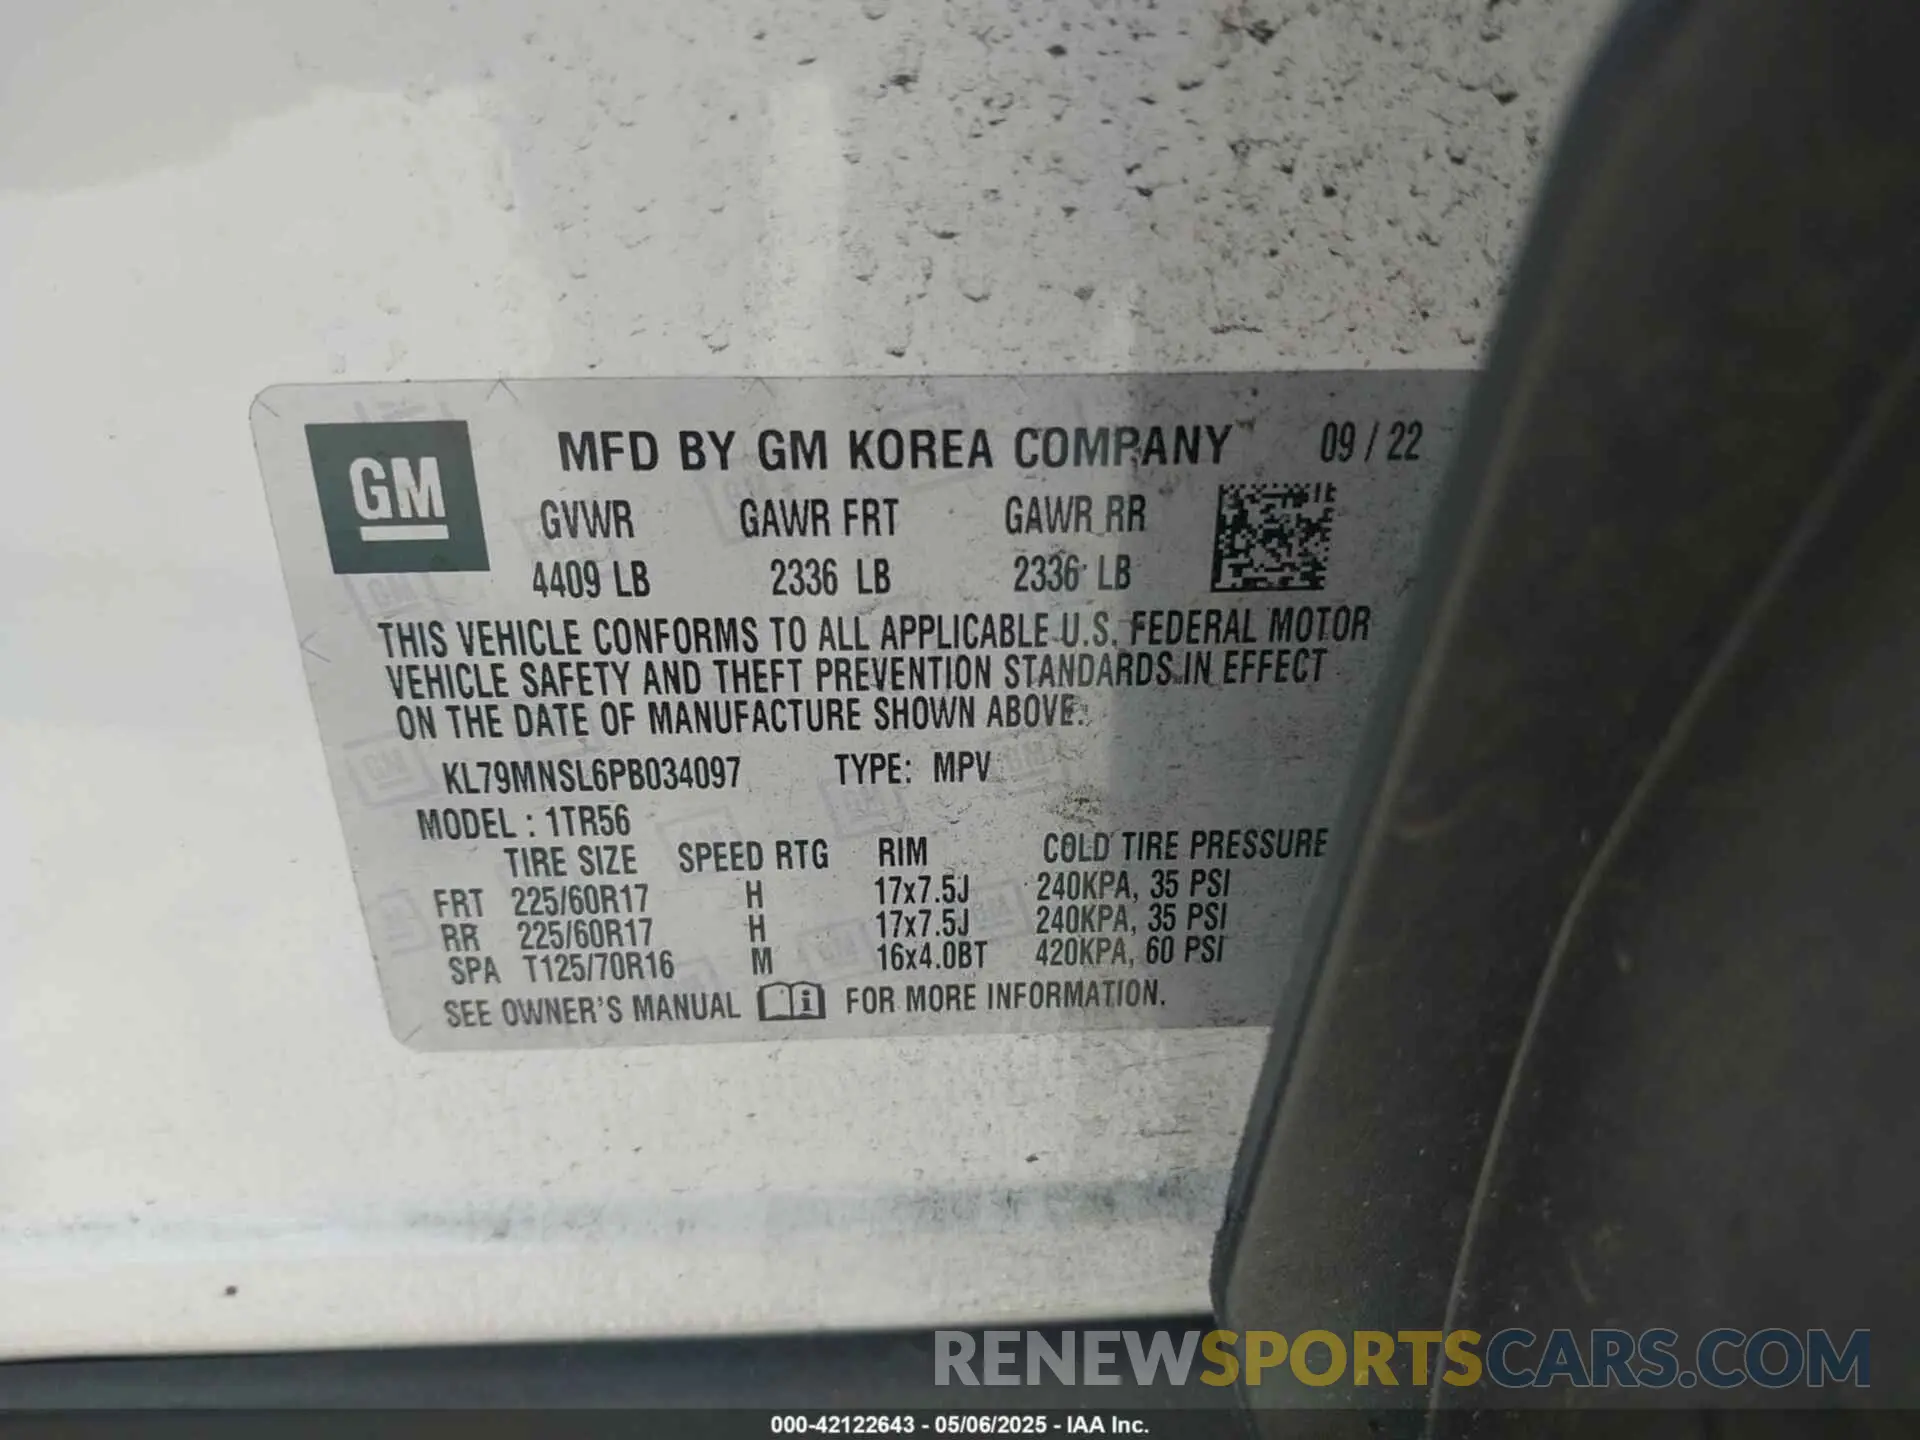 GM
MFD BY GM KOREA COMPANY 09 / 22
GVWR GAWR FRT GAWR RR
4409 LB 2336 LB 2336 LB
THIS VEHICLE CONFORMS TO ALL APPLICABLE U.S. FEDERAL MOTOR
VEHICLE SAFETY AND THEFT PREVENTION STANDARDS IN EFFECT
ON THE DATE OF MANUFACTURE SHOWN ABOVE.
KL79MNSL6PB034097 TYPE: MPV
MODEL : 1TR56
TIRE SIZE SPEED RTG RIM COLD TIRE PRESSURE
FRT 225/60R17 H 17x7.5J 240KPA, 35 PSI
RR 225/60R17 H 17x7.5J 240KPA, 35 PSI
SPA T125/70R16 M 16x4.0BT 420KPA, 60 PSI
SEE OWNER'S MANUAL i FOR MORE INFORMATION.
RENEWSPORTSCARS.COM
000-42122643 - 05/06/2025 - IAA Inc.